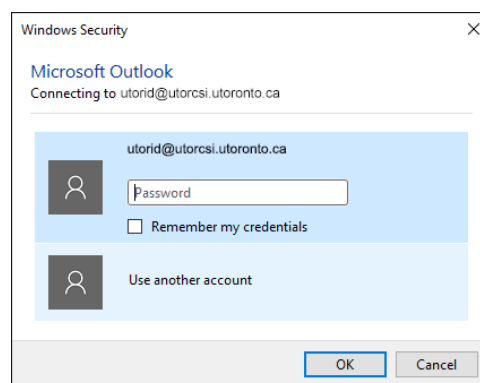 Windows Security
Microsoft Outlook
Connecting to utorid@utorcsi.utoronto.ca
utorid@utorcsi.utoronto.ca
Password
Remember my credentials
Use another account
OK
Cancel